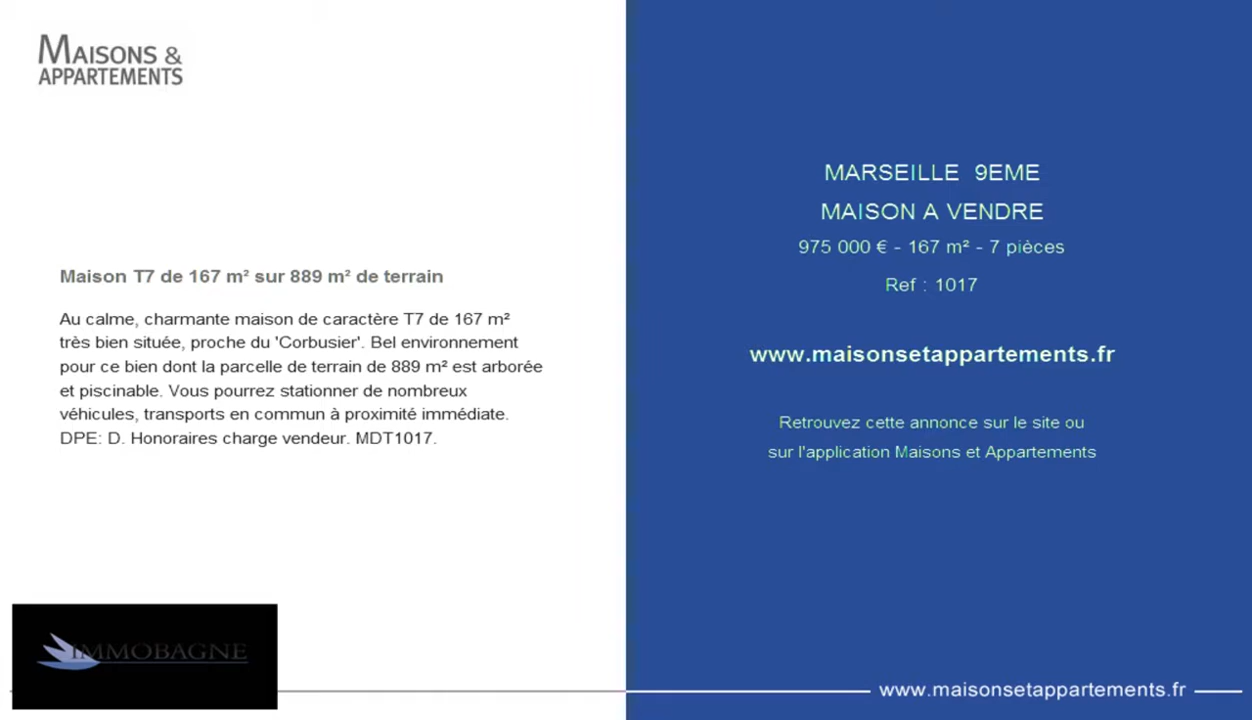 MAISONS &
APPARTEMENTS
Maison T7 de 167 m² sur 889 m² de terrain
Au calme, charmante maison de caractère T7 de 167 m²
très bien située, proche du 'Corbusier'. Bel environnement
pour ce bien dont la parcelle de terrain de 889 m² est arborée
et piscinable. Vous pourrez stationner de nombreux
véhicules, transports en commun à proximité immédiate.
DPE: D. Honoraires charge vendeur. MDT1017.
IMMOBAGNE
MARSEILLE 9EME
MAISON A VENDRE
975 000 € - 167 m² - 7 pièces
Ref : 1017
www.maisonsetappartements.fr
Retrouvez cette annonce sur le site ou
sur l'application Maisons et Appartements
www.maisonsetappartements.fr